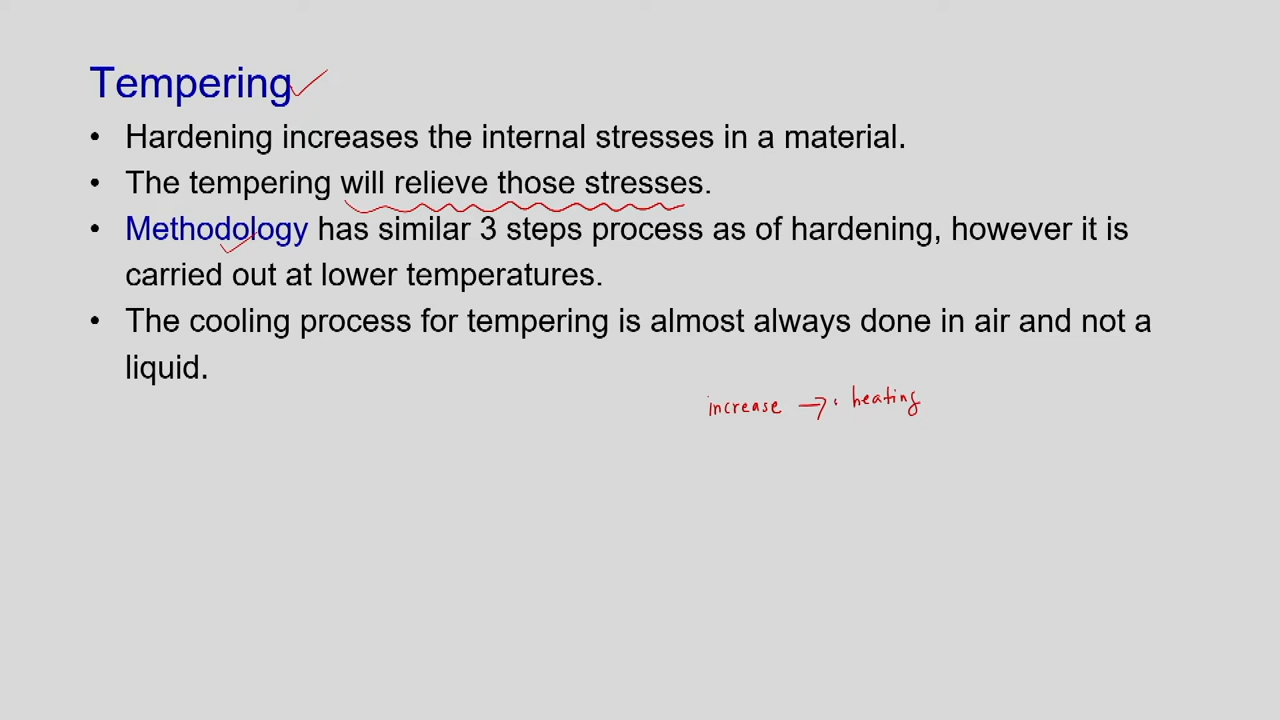 Tempering
• Hardening increases the internal stresses in a material.
• The tempering will relieve those stresses.
• Methodology has similar 3 steps process as of hardening, however it is
carried out at lower temperatures.
• The cooling process for tempering is almost always done in air and not a
liquid.
increase → heating